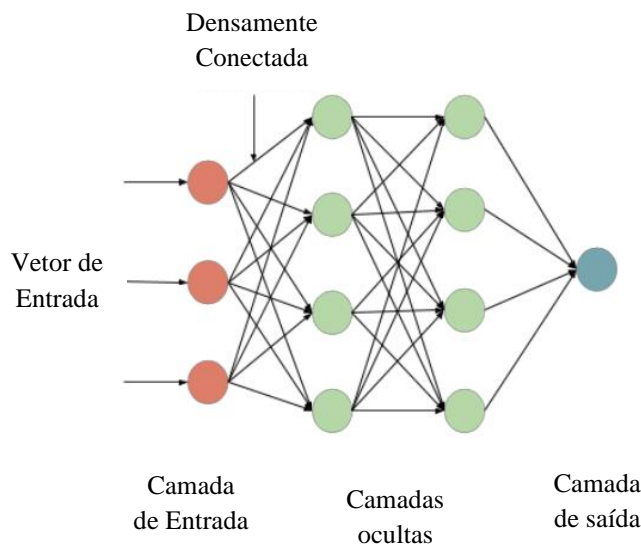 Densamente
Conectada
Vetor de
Entrada
Camada
de Entrada
Camadas
ocultas
Camada
de saída